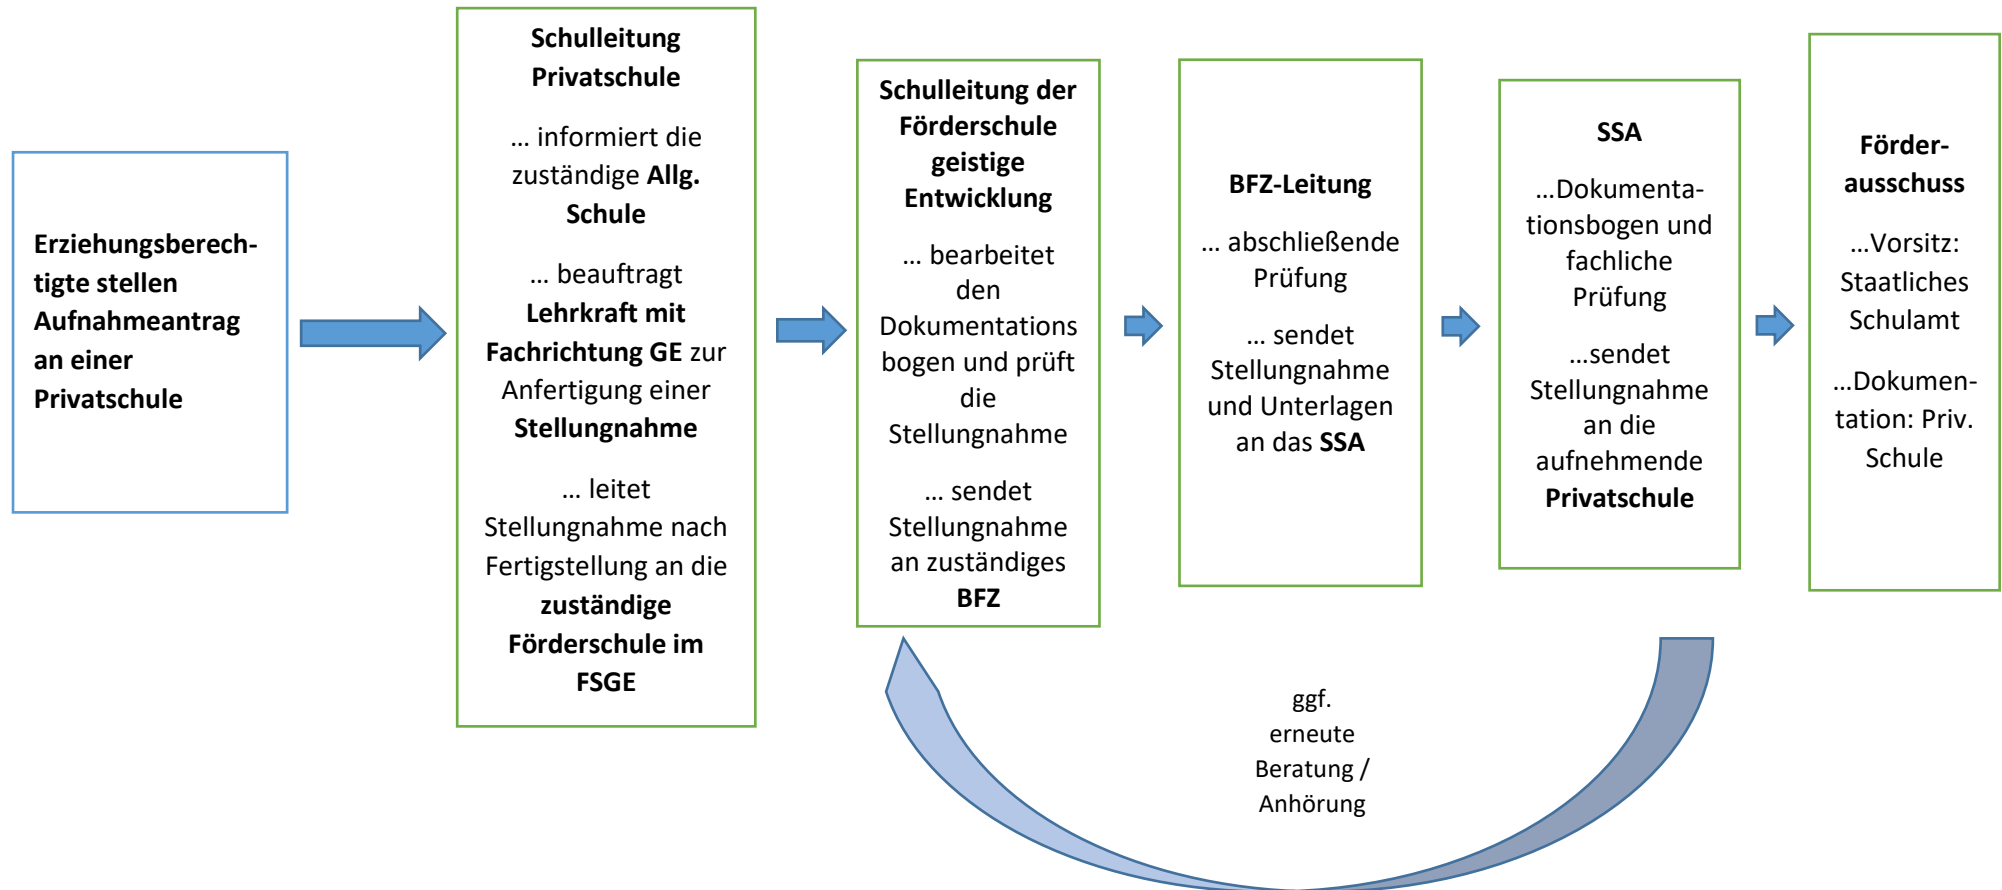 Erziehungsberech-
tigte stellen
Aufnahmeantrag
an einer
Privatschule
Schulleitung
Privatschule
... informiert die
zuständige Allg.
Schule
... beauftragt
Lehrkraft mit
Fachrichtung GE zur
Anfertigung einer
Stellungnahme
... leitet
Stellungnahme nach
Fertigstellung an die
zuständige
Förderschule im
FSGE
Schulleitung der
Förderschule
geistige
Entwicklung
... bearbeitet
den
Dokumentations
bogen und prüft
die
Stellungnahme
... sendet
Stellungnahme
an zuständiges
BFZ
BFZ-Leitung
... abschließende
Prüfung
... sendet
Stellungnahme
und Unterlagen
an das SSA
SSA
...Dokumenta-
tionsbogen und
fachliche
Prüfung
...sendet
Stellungnahme
an die
aufnehmende
Privatschule
Förder-
ausschuss
...Vorsitz:
Staatliches
Schulamt
...Dokumen-
tation: Priv.
Schule
ggf.
erneute
Beratung /
Anhörung